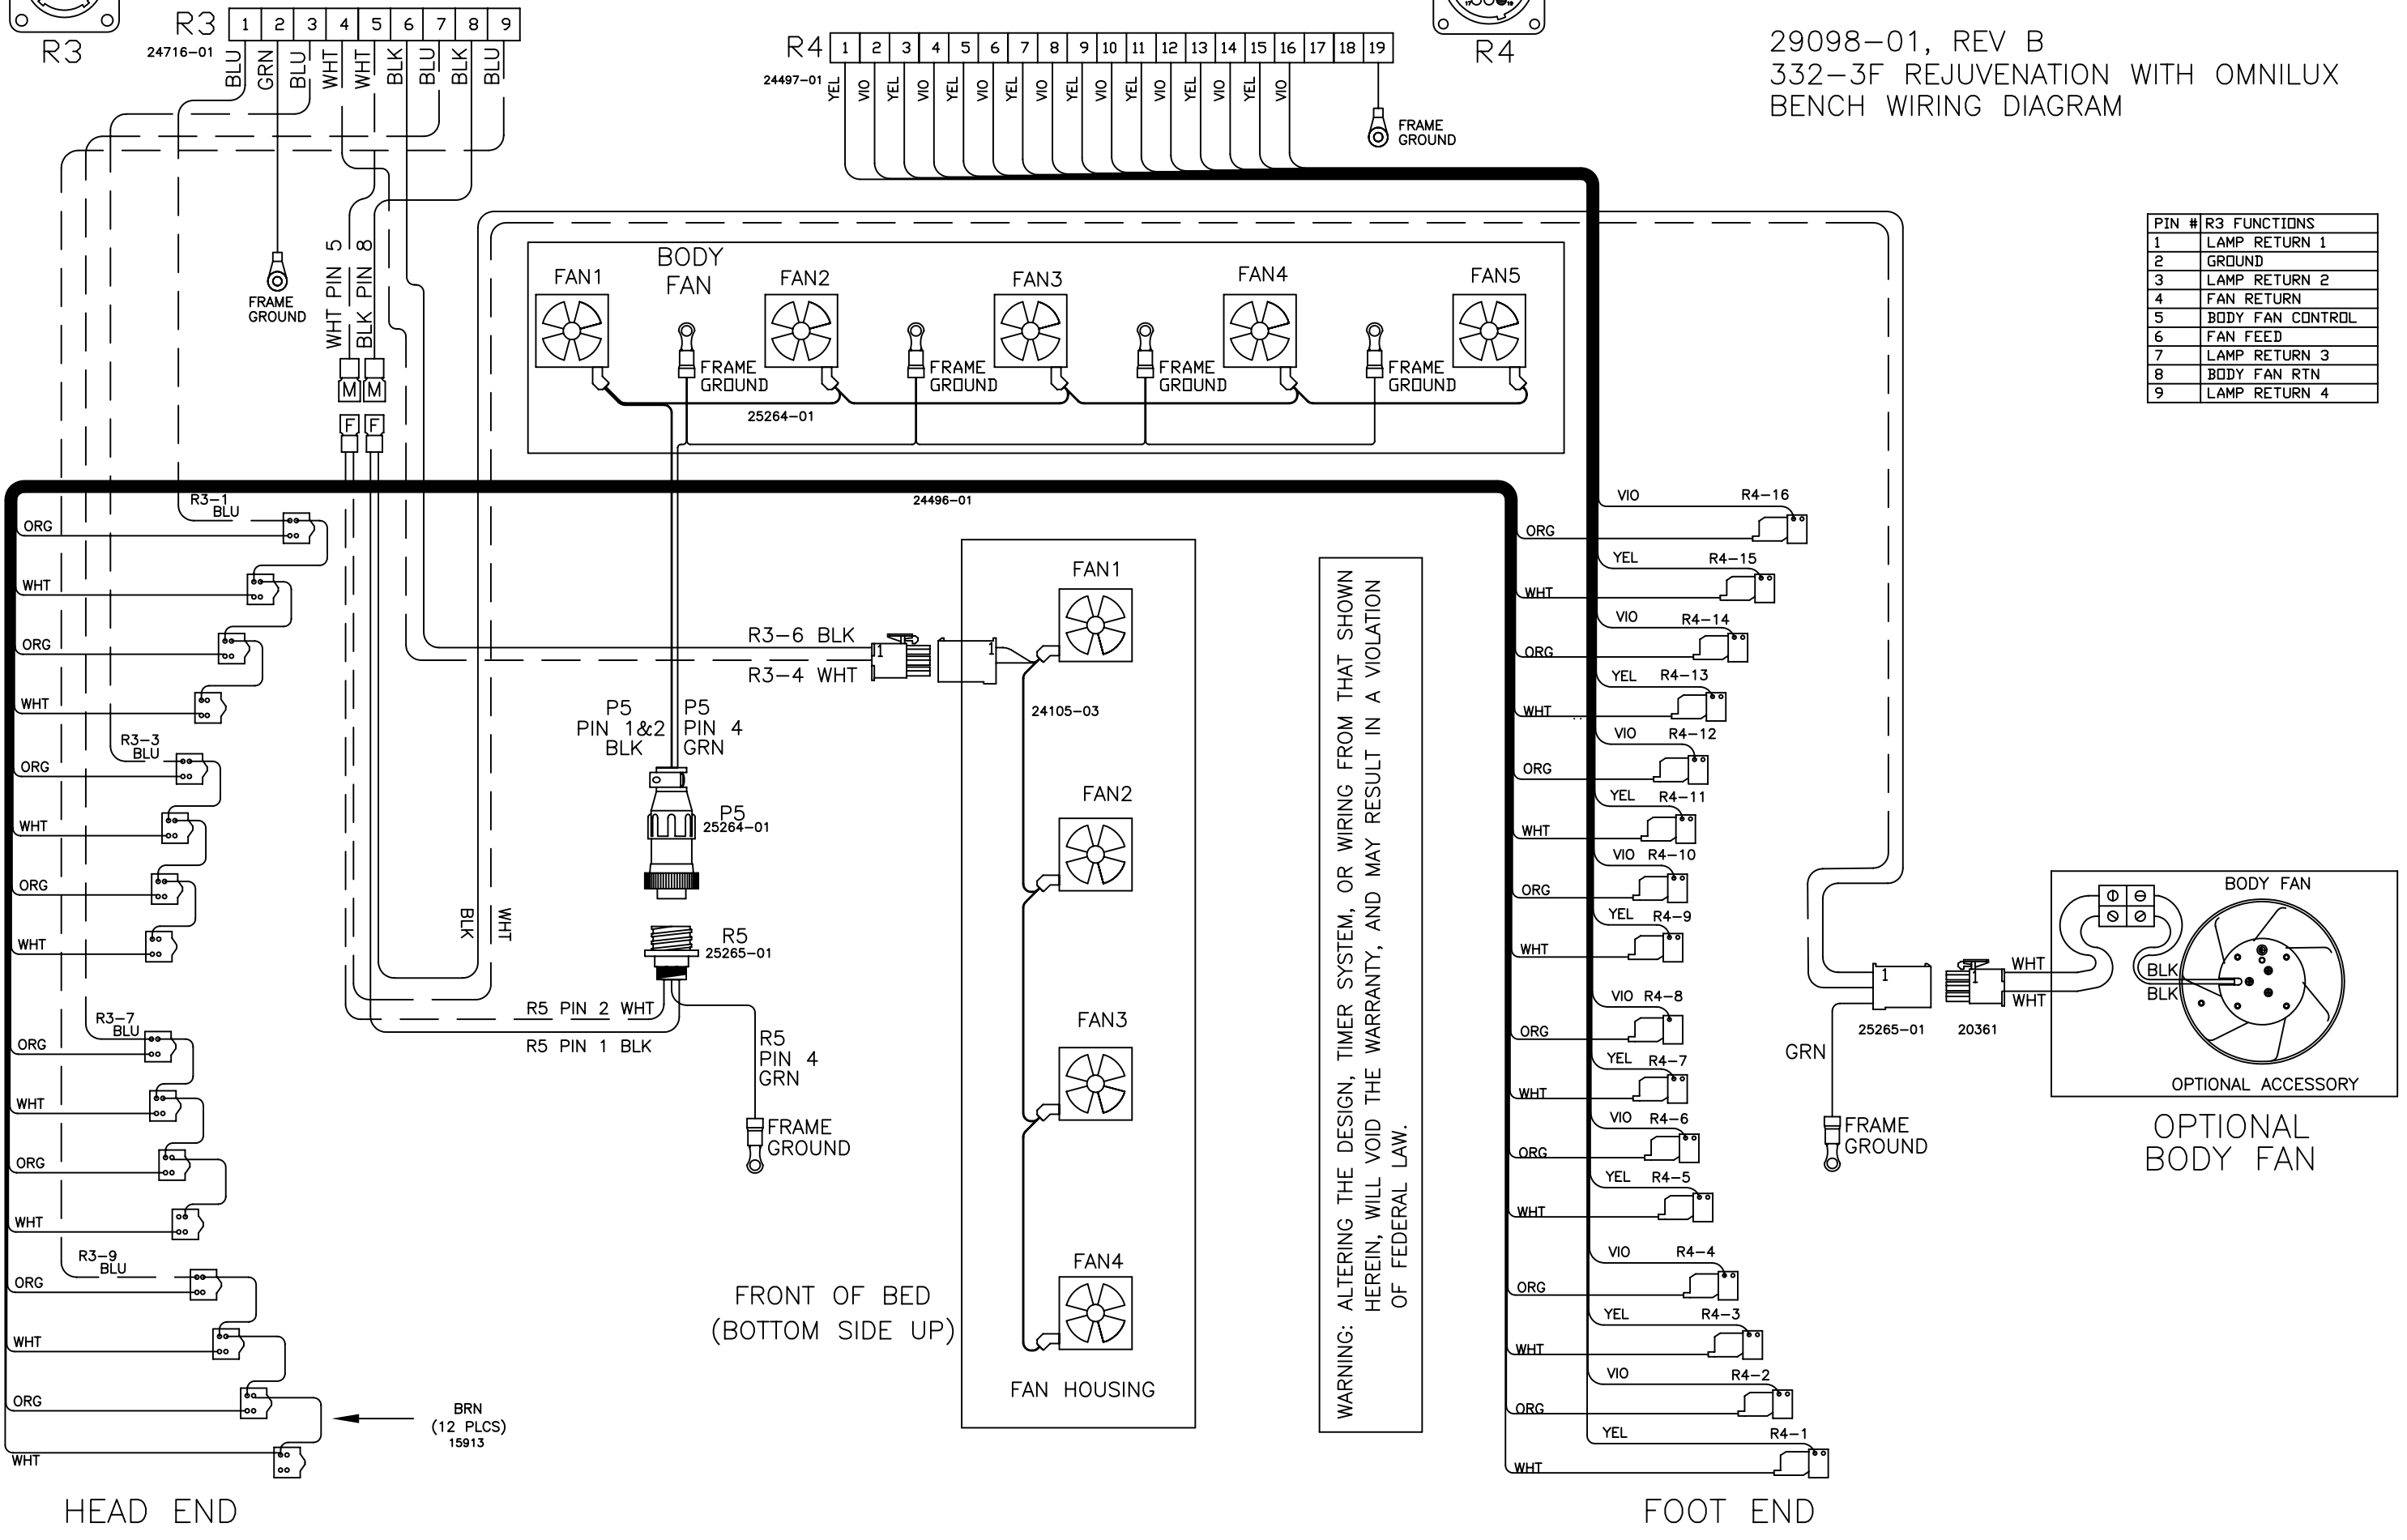 R3
R3 1 2 3 4 5 6 7 8 9
24716-01
BLU GRN BLU WHT WHT BLK BLU BLK BLU
FRAME
GROUND
WHT PIN 5
BLK PIN 8
M M
F F
R4 1 2 3 4 5 6 7 8 9 10 11 12 13 14 15 16 17 18 19
24497-01
YEL VIO YEL VIO YEL VIO YEL VIO YEL VIO YEL VIO YEL VIO YEL VIO
FRAME
GROUND
17 18
R4
29098-01, REV B
332-3F REJUVENATION WITH OMNILUX
BENCH WIRING DIAGRAM
PIN # R3 FUNCTIONS
1 LAMP RETURN 1
2 GROUND
3 LAMP RETURN 2
4 FAN RETURN
5 BODY FAN CONTROL
6 FAN FEED
7 LAMP RETURN 3
8 BODY FAN RTN
9 LAMP RETURN 4
BODY
FAN
FAN1 FAN2 FAN3 FAN4 FAN5
FRAME
GROUND
FRAME
GROUND
FRAME
GROUND
FRAME
GROUND
25264-01
24496-01
R3-1
BLU
ORG
WHT
ORG
WHT
R3-3
BLU
ORG
WHT
ORG
WHT
R3-7
BLU
ORG
WHT
ORG
WHT
R3-9
BLU
ORG
WHT
ORG
WHT
BRN
(12 PLCS)
15913
HEAD END
R3-6 BLK
R3-4 WHT
1 1
P5
PIN 1&2
BLK
P5
PIN 4
GRN
P5
25264-01
R5
25265-01
BLK
WHT
R5 PIN 2 WHT
R5 PIN 1 BLK
R5
PIN 4
GRN
FRAME
GROUND
FRONT OF BED
(BOTTOM SIDE UP)
FAN1
24105-03
FAN2
FAN3
FAN4
FAN HOUSING
WARNING: ALTERING THE DESIGN, TIMER SYSTEM, OR WIRING FROM THAT SHOWN
HEREIN, WILL VOID THE WARRANTY, AND MAY RESULT IN A VIOLATION
OF FEDERAL LAW.
VIO R4-16
ORG
YEL R4-15
WHT
VIO R4-14
ORG
YEL R4-13
WHT
VIO R4-12
ORG
YEL R4-11
WHT
VIO R4-10
ORG
YEL R4-9
WHT
VIO R4-8
ORG
YEL R4-7
WHT
VIO R4-6
ORG
YEL R4-5
WHT
VIO R4-4
ORG
YEL R4-3
WHT
VIO R4-2
ORG
YEL R4-1
WHT
FOOT END
1 1
25265-01 20361
GRN
FRAME
GROUND
WHT
WHT
BLK
BLK
BODY FAN
OPTIONAL ACCESSORY
OPTIONAL
BODY FAN